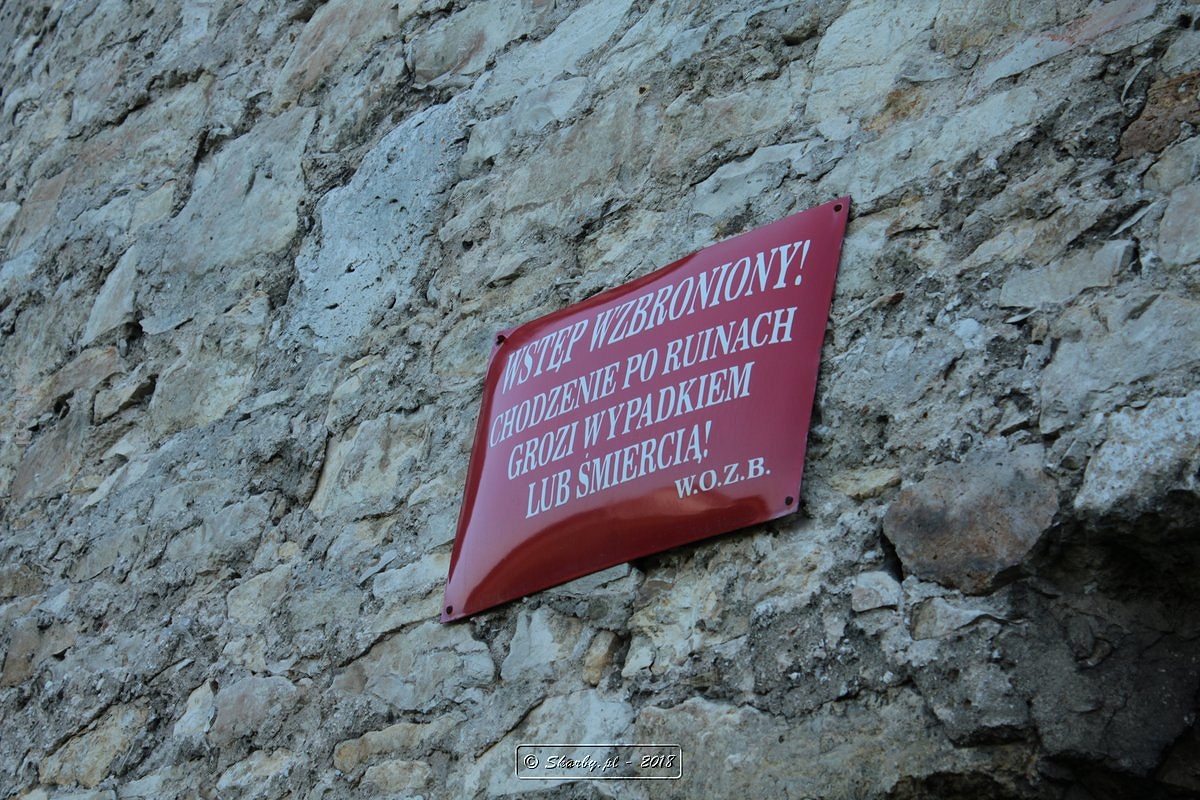 WSTĘP WZBRONIONY!
CHODZENIE PO RUINACH
GROZI WYPADKIEM
LUB ŚMIERCIĄ!
W.O.Z.B.
© Skarby.pl - 2018